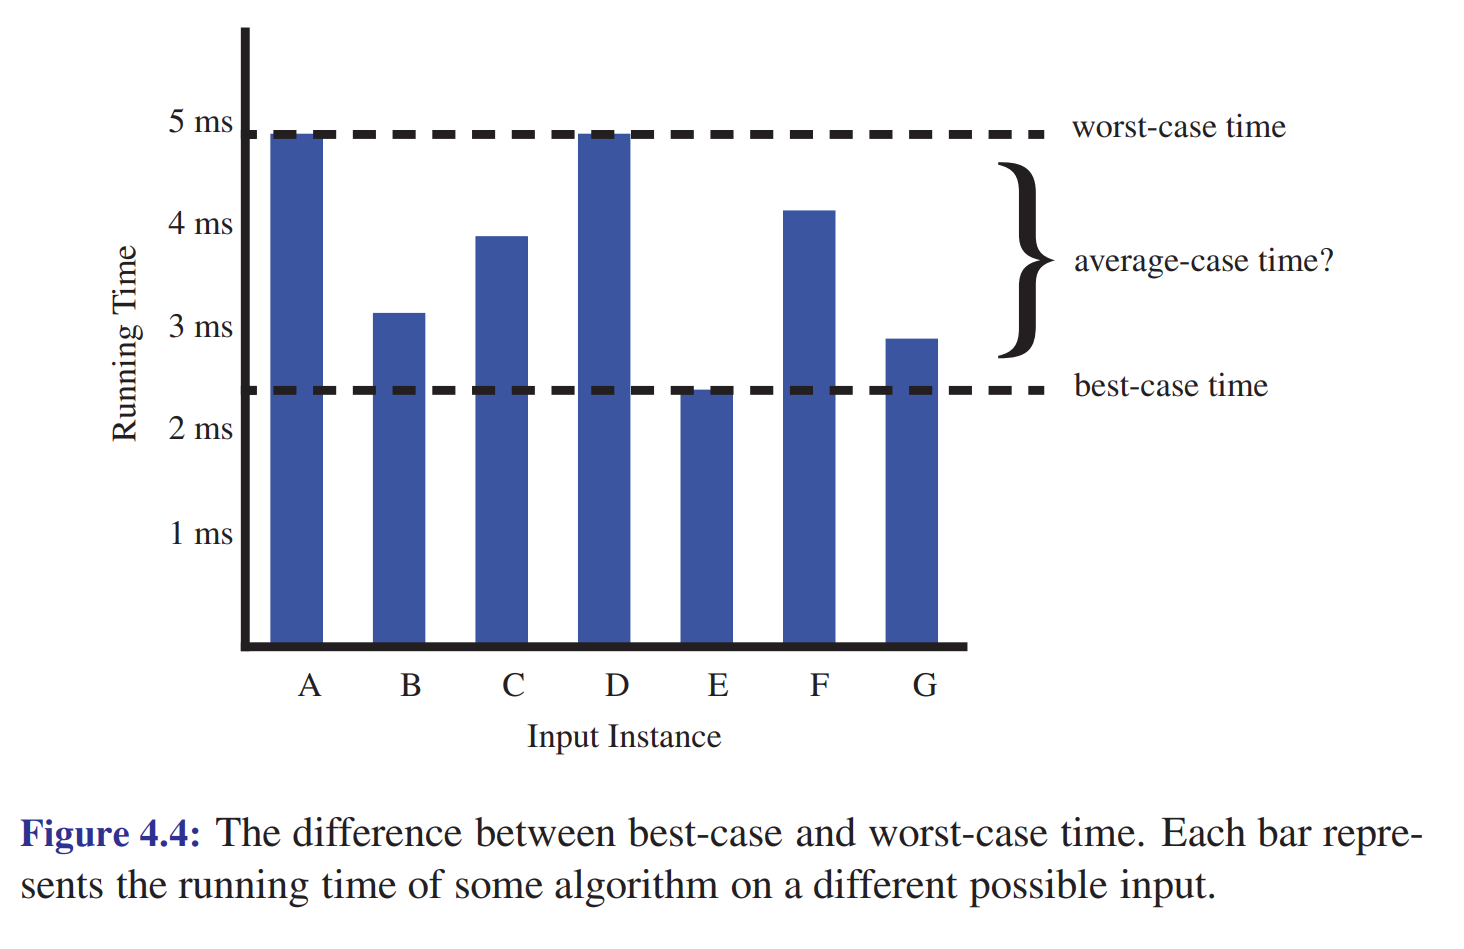 5 ms
worst-case time
4 ms
average-case time?
3 ms
best-case time
2 ms
1 ms
Running Time
A B C D E F G
Input Instance
Figure 4.4: The difference between best-case and worst-case time. Each bar repre-
sents the running time of some algorithm on a different possible input.